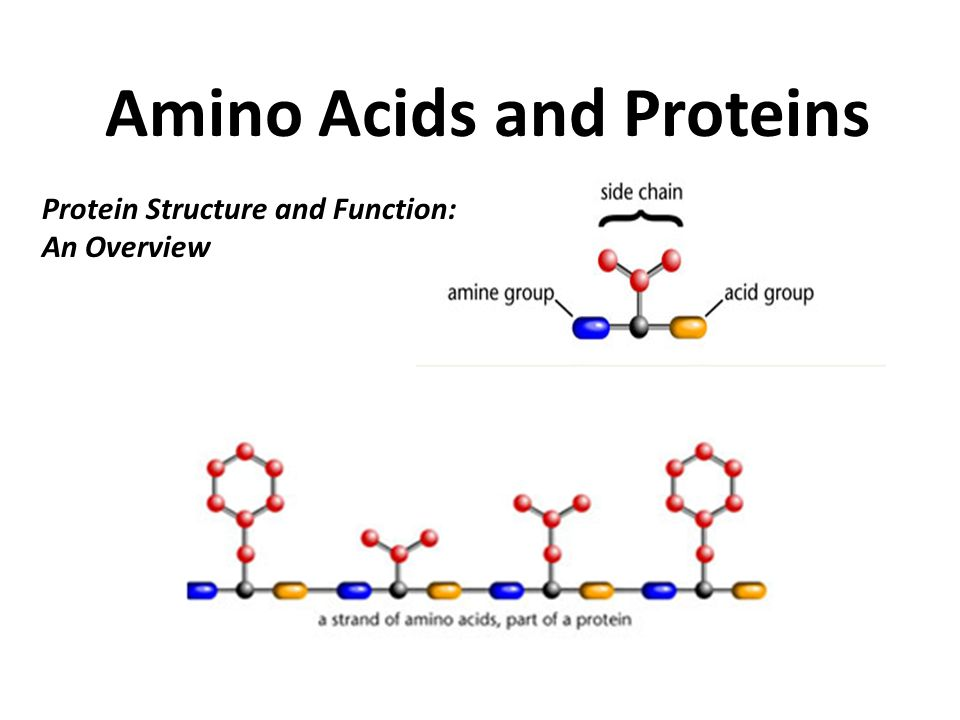 Amino Acids and Proteins
Protein Structure and Function:
An Overview
side chain
amine group
acid group
a strand of amino acids, part of a protein